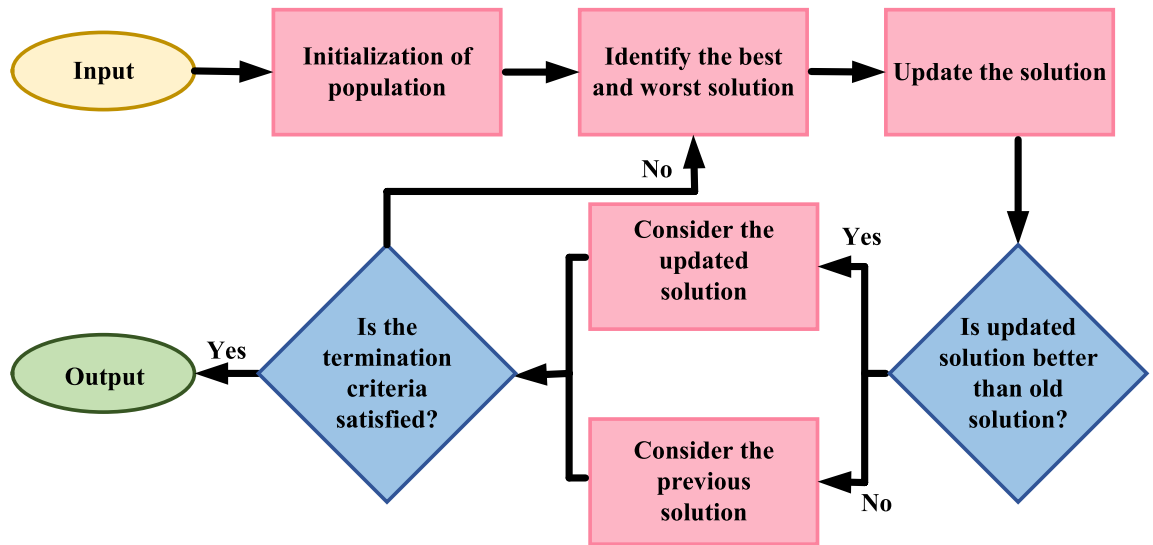 Input
Initialization of
population
Identify the best
and worst solution
Update the solution
No
Consider the
updated
solution
Yes
Is the
termination
criteria
satisfied?
Is updated
solution better
than old
solution?
Yes
Output
Consider the
previous
solution
No